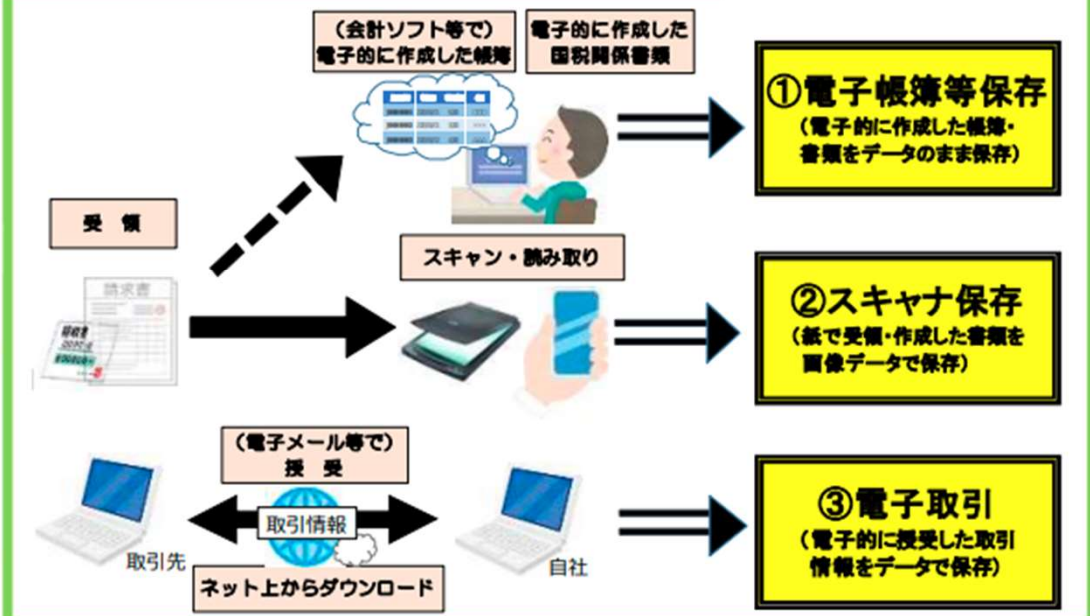 （会計ソフト等で）
電子的に作成した帳簿
電子的に作成した
国税関係書類
①電子帳簿等保存
（電子的に作成した帳簿・
書類をデータのまま保存）
受　領
請求書
領収書
スキャン・読み取り
②スキャナ保存
（紙で受領・作成した書類を
画像データで保存）
（電子メール等で）
授　受
取引情報
取引先
自社
ネット上からダウンロード
③電子取引
（電子的に授受した取引
情報をデータで保存）